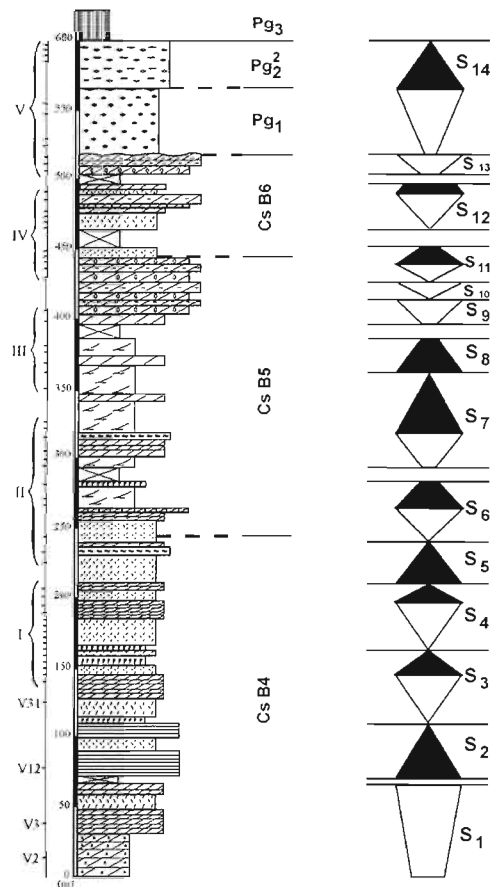 Pg3
600
Pg2 2
S14
550
V
Pg1
S13
500
Cs B6
S12
IV
450
S11
S10
400
S9
III
S8
350
Cs B5
S7
300
II
S6
250
S5
200
S4
I
150
Cs B4
S3
V31
100
S2
V12
50
V3
S1
V2
0
(m)